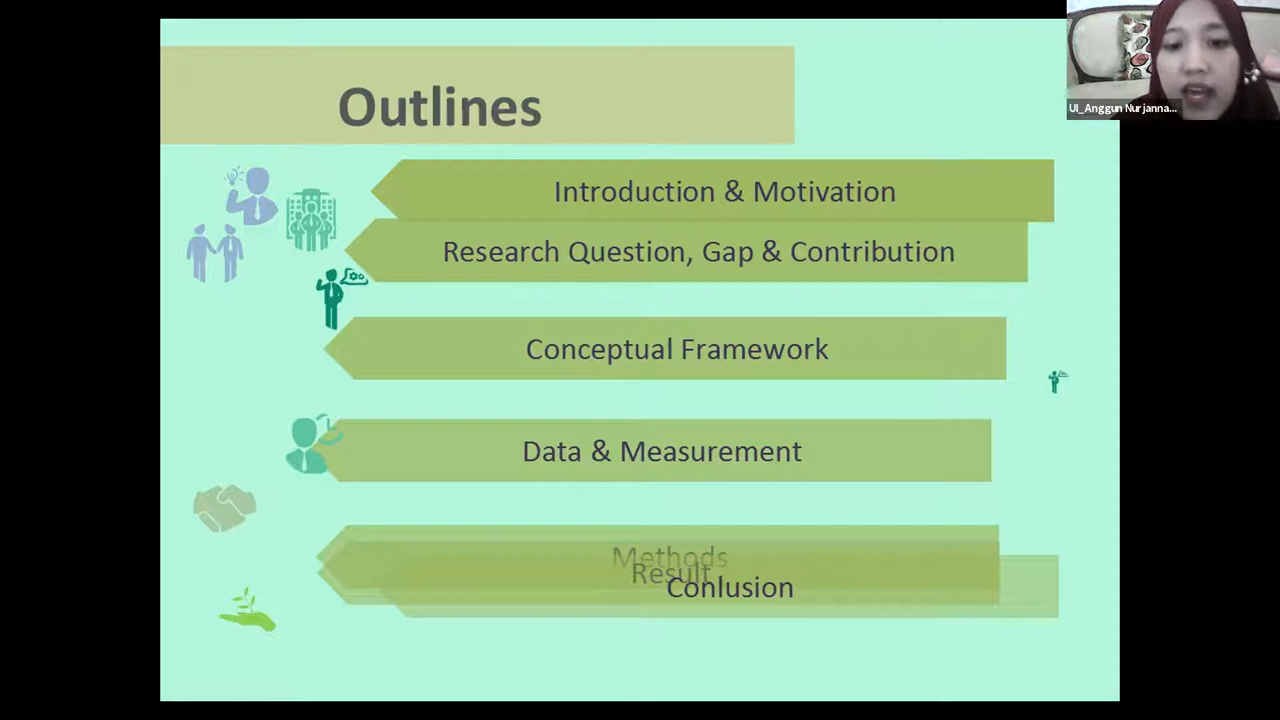 Outlines
UI_Anggun Nurjanna...
Introduction & Motivation
Research Question, Gap & Contribution
Conceptual Framework
Data & Measurement
Methods
Result
Conlusion